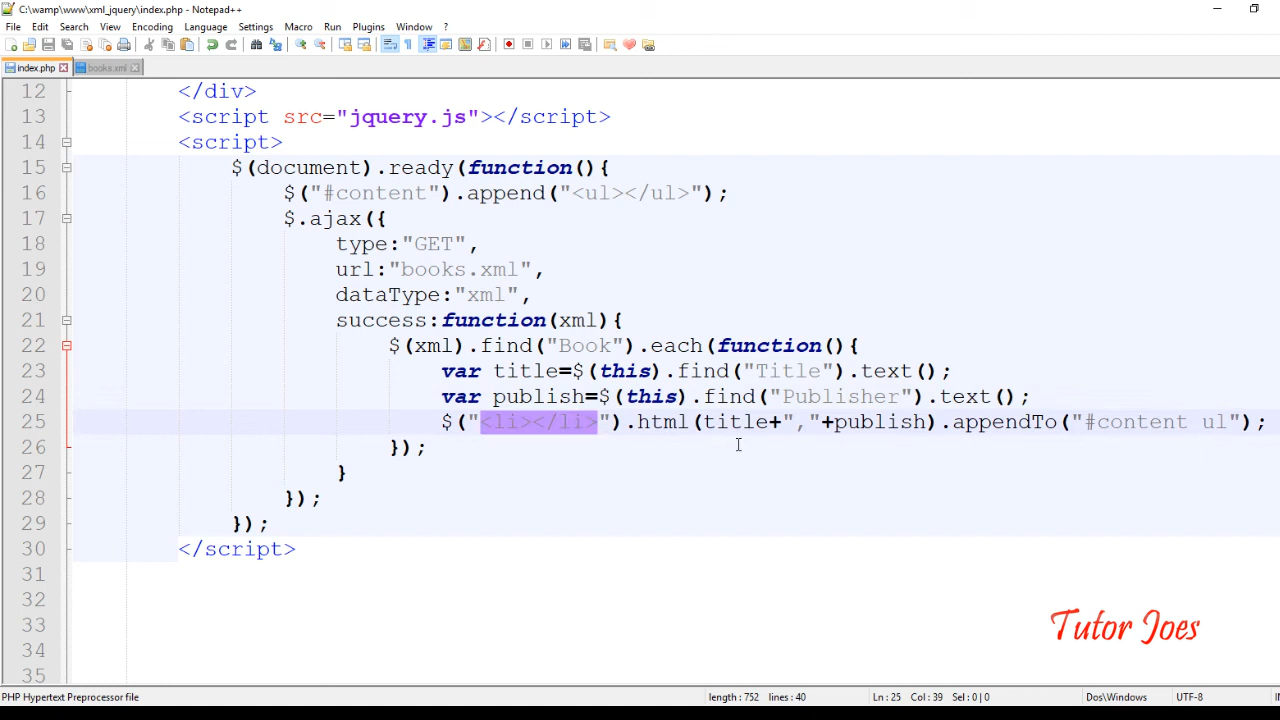 C:\wamp\www\xml_jquery\index.php - Notepad++
File Edit Search View Encoding Language Settings Macro Run Plugins Window ?
index.php books.xml
12 </div>
13 <script src="jquery.js"></script>
14 <script>
15 $(document).ready(function(){
16 $("#content").append("<ul></ul>");
17 $.ajax({
18 type:"GET",
19 url:"books.xml",
20 dataType:"xml",
21 success:function(xml){
22 $(xml).find("Book").each(function(){
23 var title=$(this).find("Title").text();
24 var publish=$(this).find("Publisher").text();
25 $("<li></li>").html(title+","+publish).appendTo("#content ul");
26 });
27 }
28 });
29 });
30 </script>
31
32
33
34
35
Tutor Joes
PHP Hypertext Preprocessor file length : 752 lines : 40 Ln : 25 Col : 39 Sel : 0 | 0 Dos\Windows UTF-8